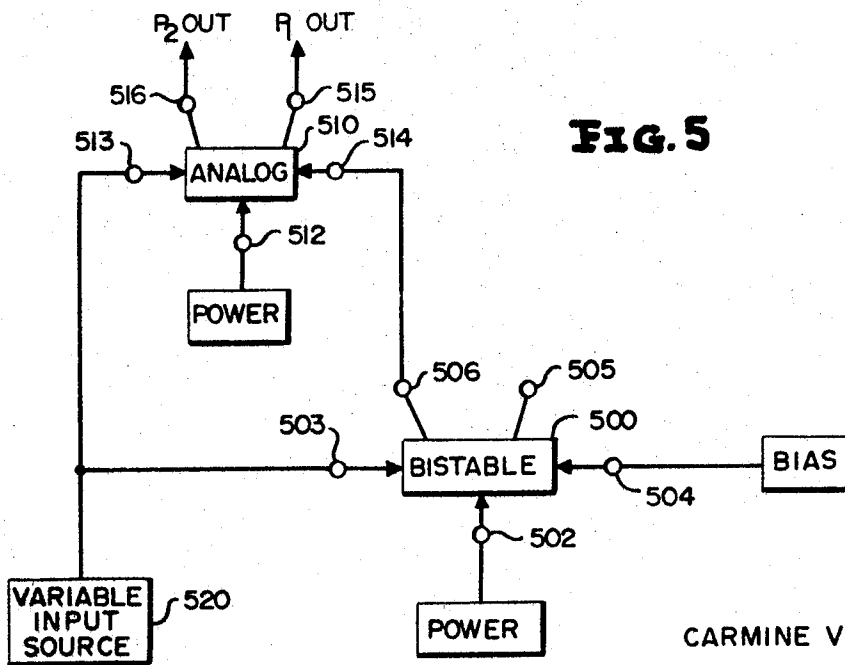 P2 OUT P1 OUT
516 515
513 510 514
FIG. 5
ANALOG
512
POWER
506 505
503 500
BISTABLE BIAS
504
502
VARIABLE INPUT SOURCE 520
POWER
CARMINE V